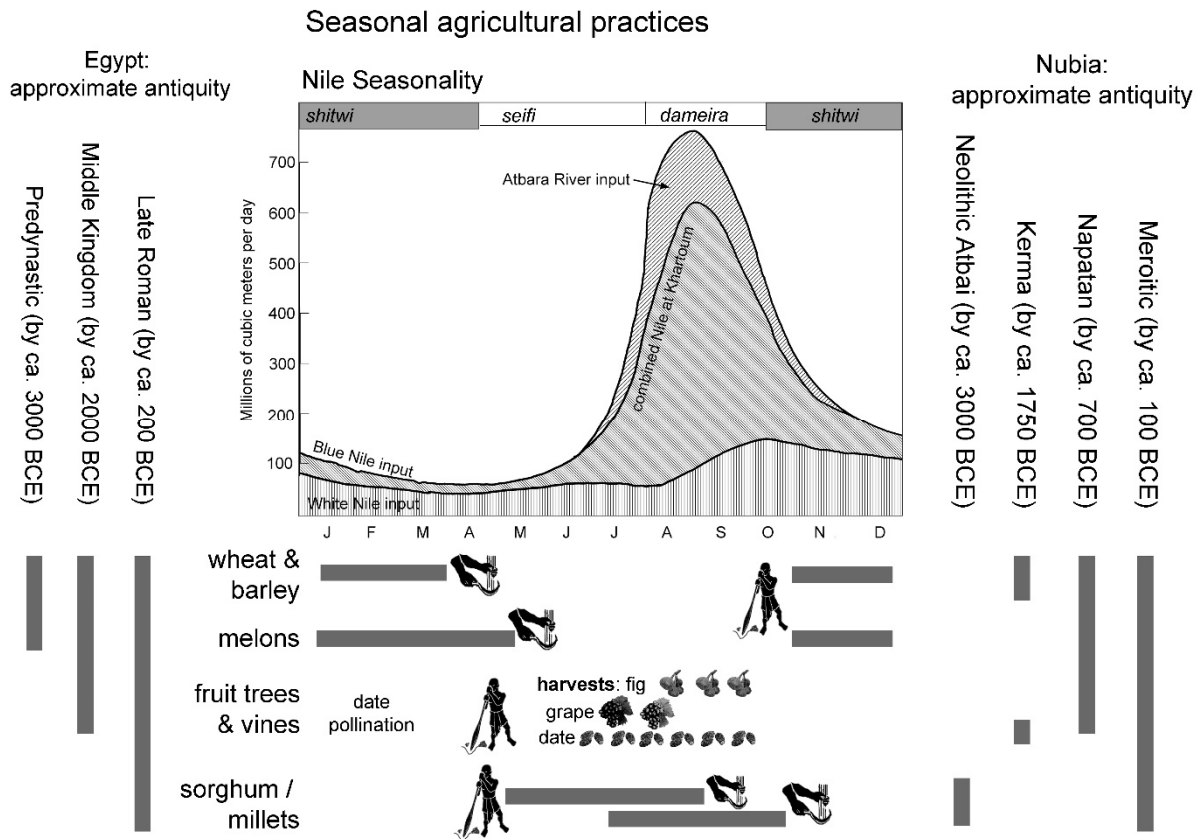 Seasonal agricultural practices
Egypt:
approximate antiquity
Nubia:
approximate antiquity
Nile Seasonality
shitwi seifi dameira shitwi
Predynastic (by ca. 3000 BCE)
Middle Kingdom (by ca. 2000 BCE)
Late Roman (by ca. 200 BCE)
Millions of cubic meters per day
700
600
500
400
300
200
100
Atbara River input
combined Nile at Khartoum
Blue Nile input
White Nile input
J F M A M J J A S O N D
Neolithic Atbai (by ca. 3000 BCE)
Kerma (by ca. 1750 BCE)
Napatan (by ca. 700 BCE)
Meroitic (by ca. 100 BCE)
wheat &
barley
melons
fruit trees
& vines
date
pollination
harvests: fig
grape
date
sorghum /
millets